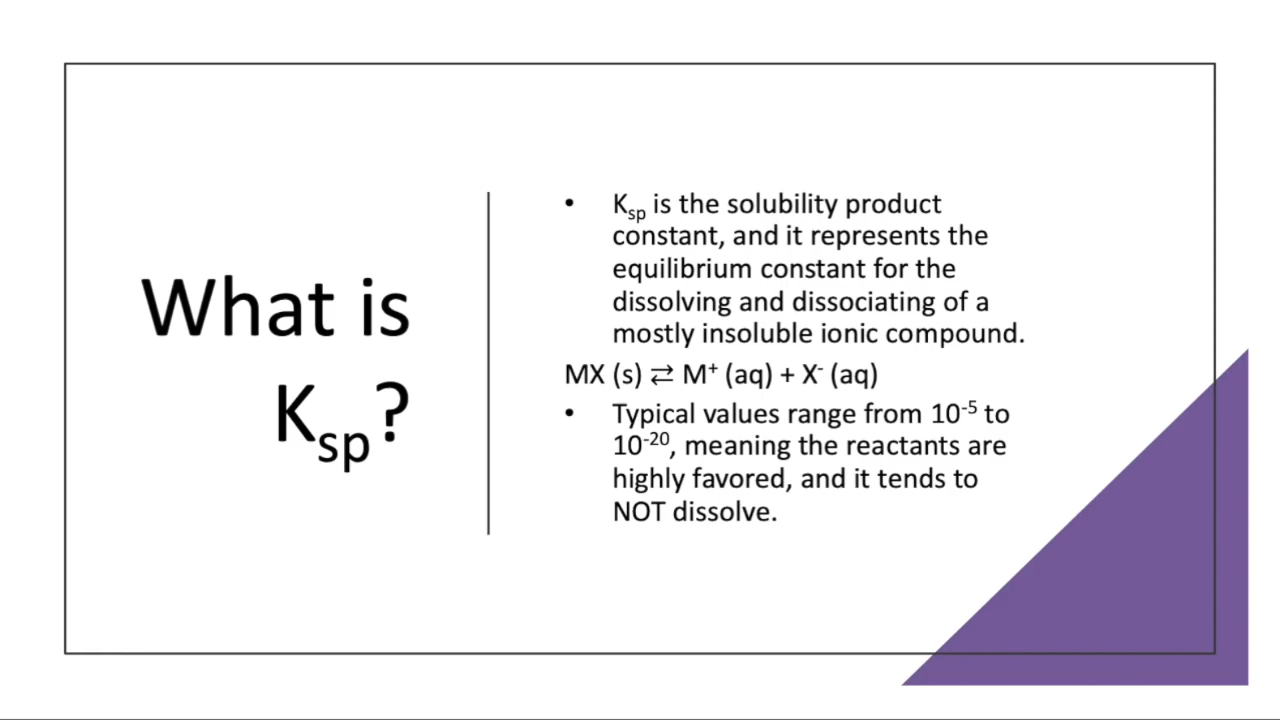 What is
Ksp?
• Ksp is the solubility product
constant, and it represents the
equilibrium constant for the
dissolving and dissociating of a
mostly insoluble ionic compound.
MX (s) ⇄ M⁺ (aq) + X⁻ (aq)
• Typical values range from 10⁻⁵ to
10⁻²⁰, meaning the reactants are
highly favored, and it tends to
NOT dissolve.